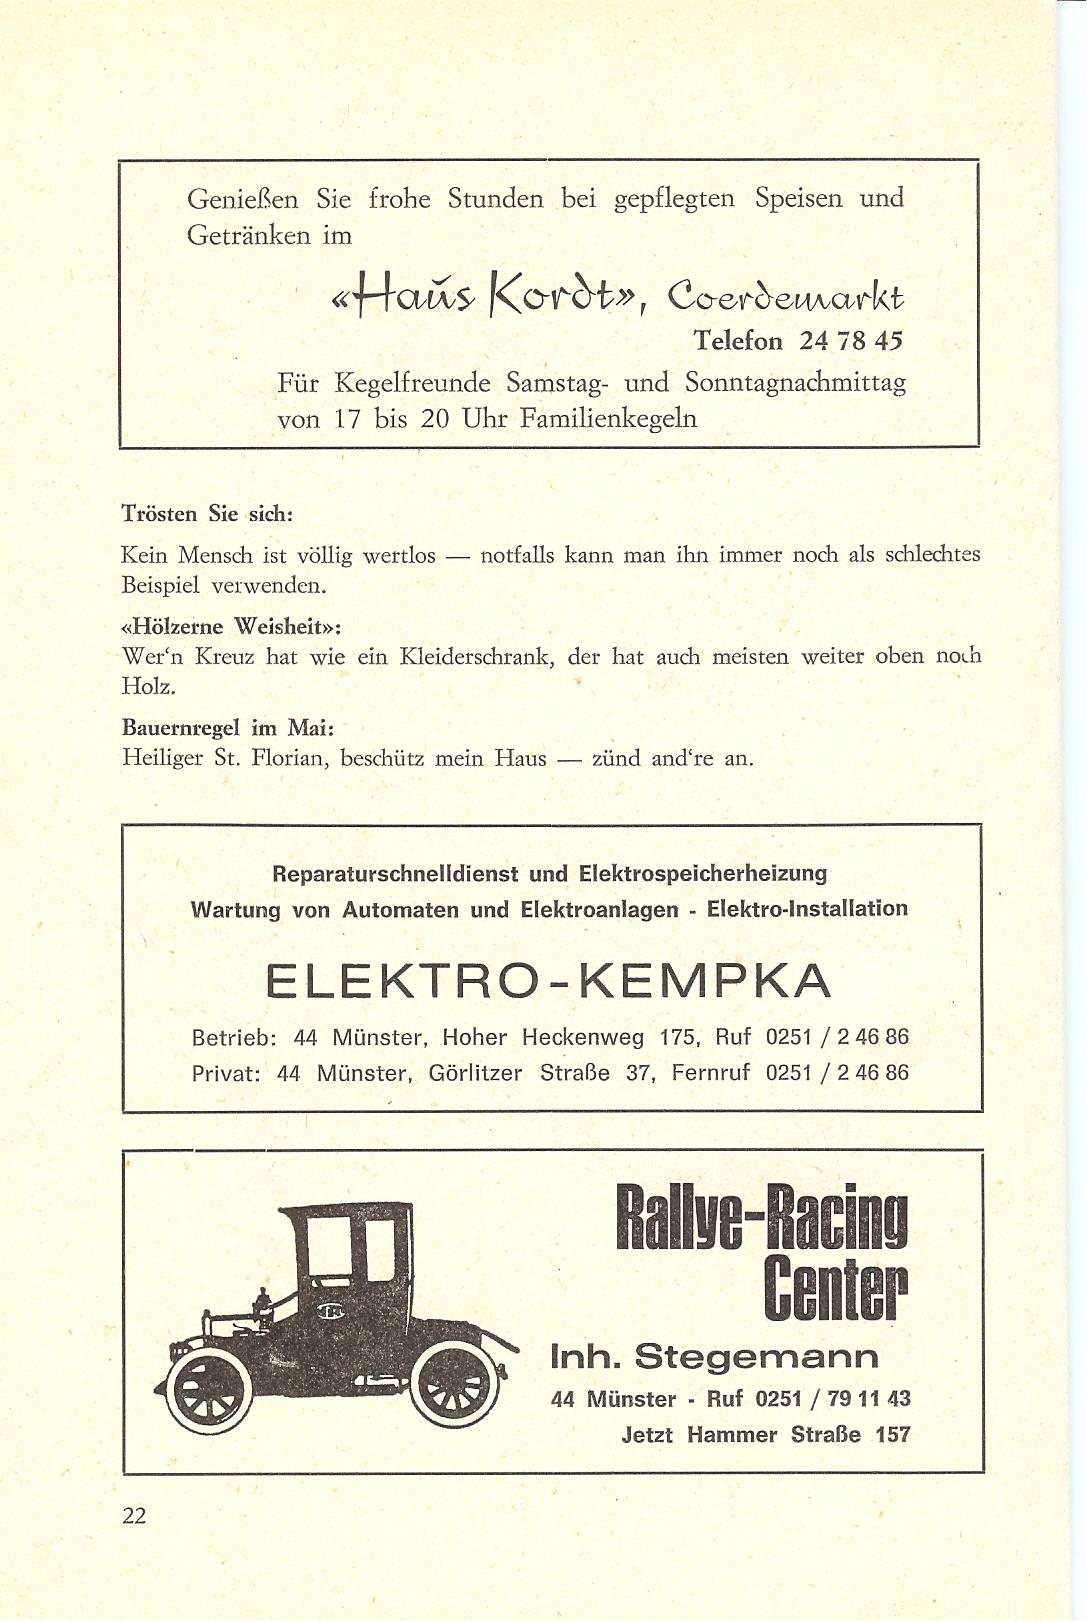 Genießen Sie frohe Stunden bei gepflegten Speisen und
Getränken im
«Haus Kordt», Coerdemarkt
Telefon 24 78 45
Für Kegelfreunde Samstag- und Sonntagnachmittag
von 17 bis 20 Uhr Familienkegeln
Trösten Sie sich:
Kein Mensch ist völlig wertlos — notfalls kann man ihn immer noch als schlechtes
Beispiel verwenden.
«Hölzerne Weisheit»:
Wer‘n Kreuz hat wie ein Kleiderschrank, der hat auch meisten weiter oben noch
Holz.
Bauernregel im Mai:
Heiliger St. Florian, beschütz mein Haus — zünd and‘re an.
Reparaturschnelldienst und Elektrospeicherheizung
Wartung von Automaten und Elektroanlagen - Elektro-Installation
ELEKTRO-KEMPKA
Betrieb: 44 Münster, Hoher Heckenweg 175, Ruf 0251 / 2 46 86
Privat: 44 Münster, Görlitzer Straße 37, Fernruf 0251 / 2 46 86
Rallye-Racing
Center
Inh. Stegemann
44 Münster - Ruf 0251 / 79 11 43
Jetzt Hammer Straße 157
22